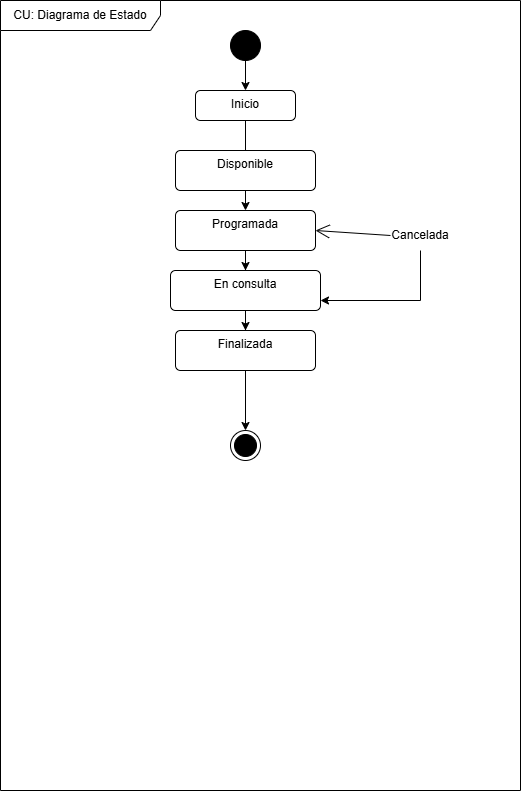 CU: Diagrama de Estado
Inicio
Disponible
Programada
Cancelada
En consulta
Finalizada